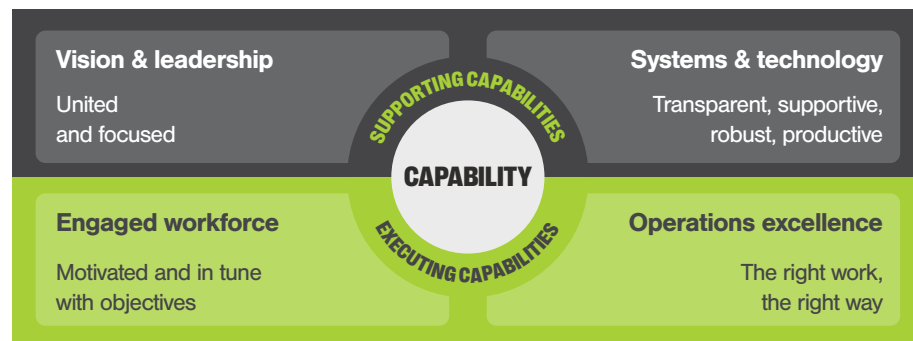 Vision & leadership
United
and focused
Systems & technology
Transparent, supportive,
robust, productive
SUPPORTING CAPABILITIES
CAPABILITY
EXECUTING CAPABILITIES
Engaged workforce
Motivated and in tune
with objectives
Operations excellence
The right work,
the right way